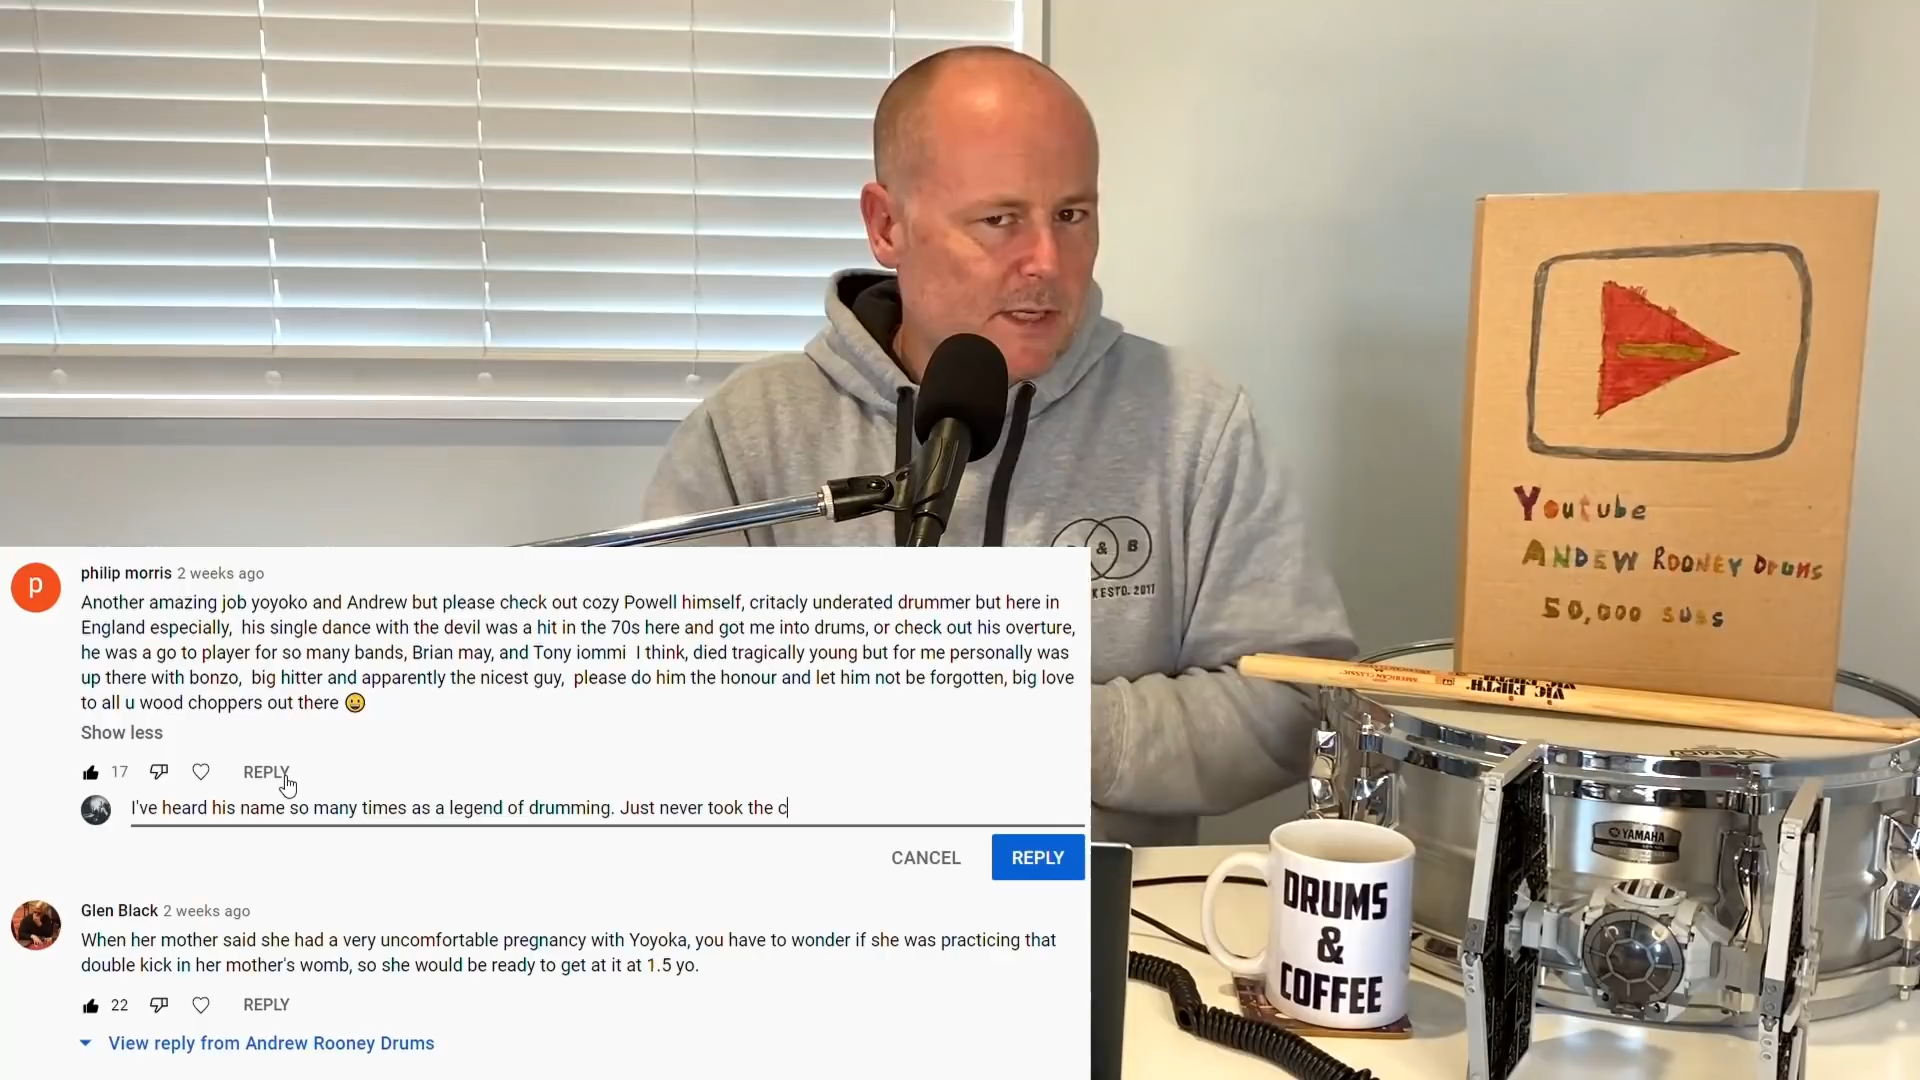 Youtube
ANDEW ROONEY DRUMS
50,000 SUBS
& B
ESTD. 2011
AMERICAN CLASSIC
VIC FIRTH
YAMAHA
DRUMS
&
COFFEE
philip morris 2 weeks ago
Another amazing job yoyoko and Andrew but please check out cozy Powell himself, critacly underated drummer but here in
England especially, his single dance with the devil was a hit in the 70s here and got me into drums, or check out his overture,
he was a go to player for so many bands, Brian may, and Tony iommi I think, died tragically young but for me personally was
up there with bonzo, big hitter and apparently the nicest guy, please do him the honour and let him not be forgotten, big love
to all u wood choppers out there 😀
Show less
17 REPLY
I've heard his name so many times as a legend of drumming. Just never took the c
CANCEL REPLY
Glen Black 2 weeks ago
When her mother said she had a very uncomfortable pregnancy with Yoyoka, you have to wonder if she was practicing that
double kick in her mother's womb, so she would be ready to get at it at 1.5 yo.
22 REPLY
View reply from Andrew Rooney Drums